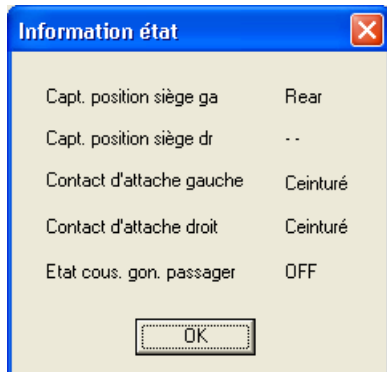 Information état
Capt. position siège ga Rear
Capt. position siège dr - -
Contact d'attache gauche Ceinturé
Contact d'attache droit Ceinturé
Etat cous. gon. passager OFF
OK